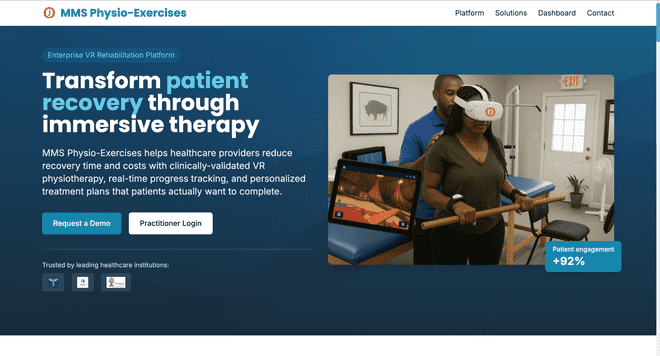 MMS Physio-Exercises
Platform Solutions Dashboard Contact
Enterprise VR Rehabilitation Platform
Transform patient
recovery through
immersive therapy
MMS Physio-Exercises helps healthcare providers reduce
recovery time and costs with clinically-validated VR
physiotherapy, real-time progress tracking, and personalized
treatment plans that patients actually want to complete.
Request a Demo Practitioner Login
Trusted by leading healthcare institutions:
EXIT
Patient engagement
+92%